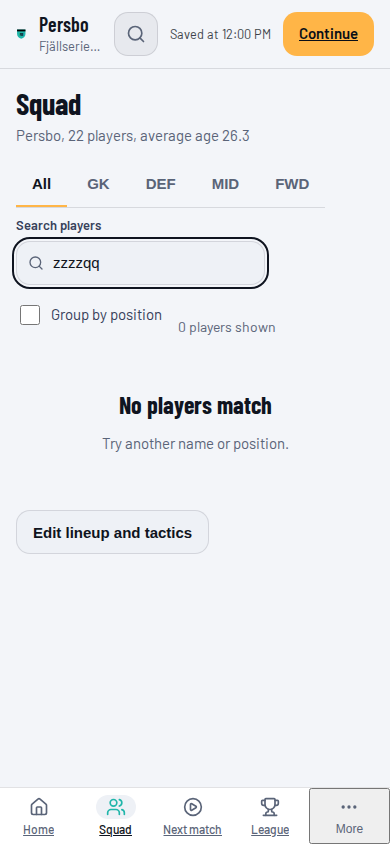 Persbo
Fjällserie...
Saved at 12:00 PM
Continue
Squad
Persbo, 22 players, average age 26.3
All GK DEF MID FWD
Search players
zzzzqq
Group by position
0 players shown
No players match
Try another name or position.
Edit lineup and tactics
Home Squad Next match League More